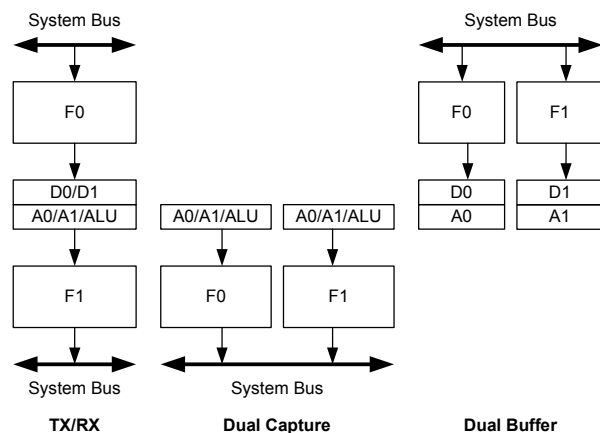 System Bus
F0
D0/D1
A0/A1/ALU
F1
System Bus
TX/RX
A0/A1/ALU
A0/A1/ALU
F0
F1
System Bus
Dual Capture
System Bus
F0
F1
D0
D1
A0
A1
Dual Buffer